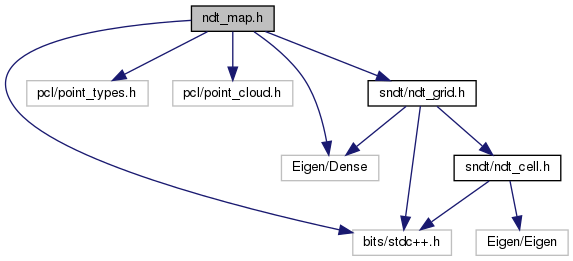 ndt_map.h
pcl/point_types.h
pcl/point_cloud.h
sndt/ndt_grid.h
Eigen/Dense
sndt/ndt_cell.h
bits/stdc++.h
Eigen/Eigen